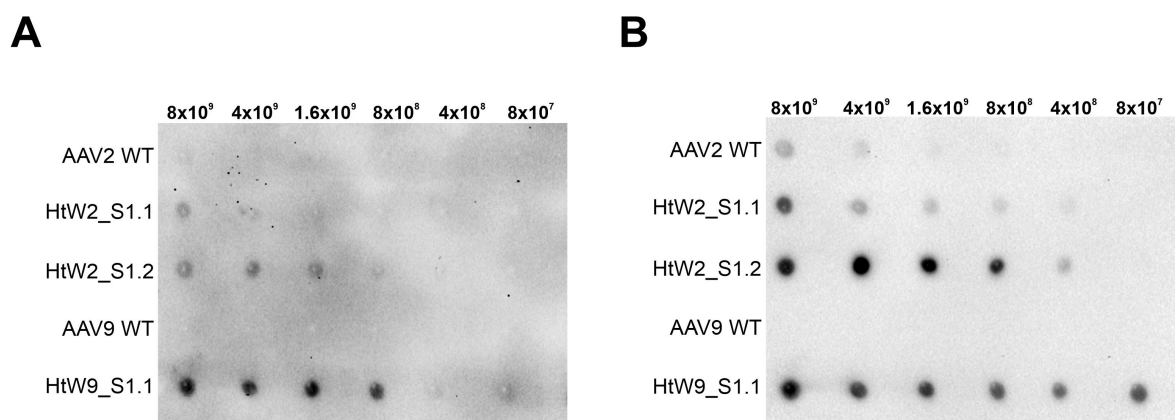 A
8x10⁹ 4x10⁹ 1.6x10⁹ 8x10⁸ 4x10⁸ 8x10⁷
AAV2 WT
HtW2_S1.1
HtW2_S1.2
AAV9 WT
HtW9_S1.1
B
8x10⁹ 4x10⁹ 1.6x10⁹ 8x10⁸ 4x10⁸ 8x10⁷
AAV2 WT
HtW2_S1.1
HtW2_S1.2
AAV9 WT
HtW9_S1.1